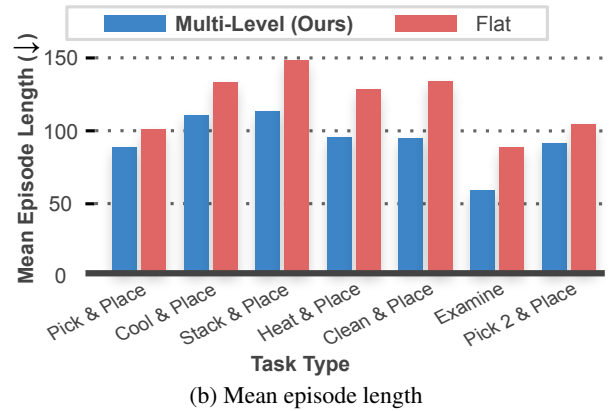 Multi-Level (Ours) Flat
Mean Episode Length (↓)
150
100
50
0
Pick & Place
Cool & Place
Stack & Place
Heat & Place
Clean & Place
Examine
Pick 2 & Place
Task Type
(b) Mean episode length